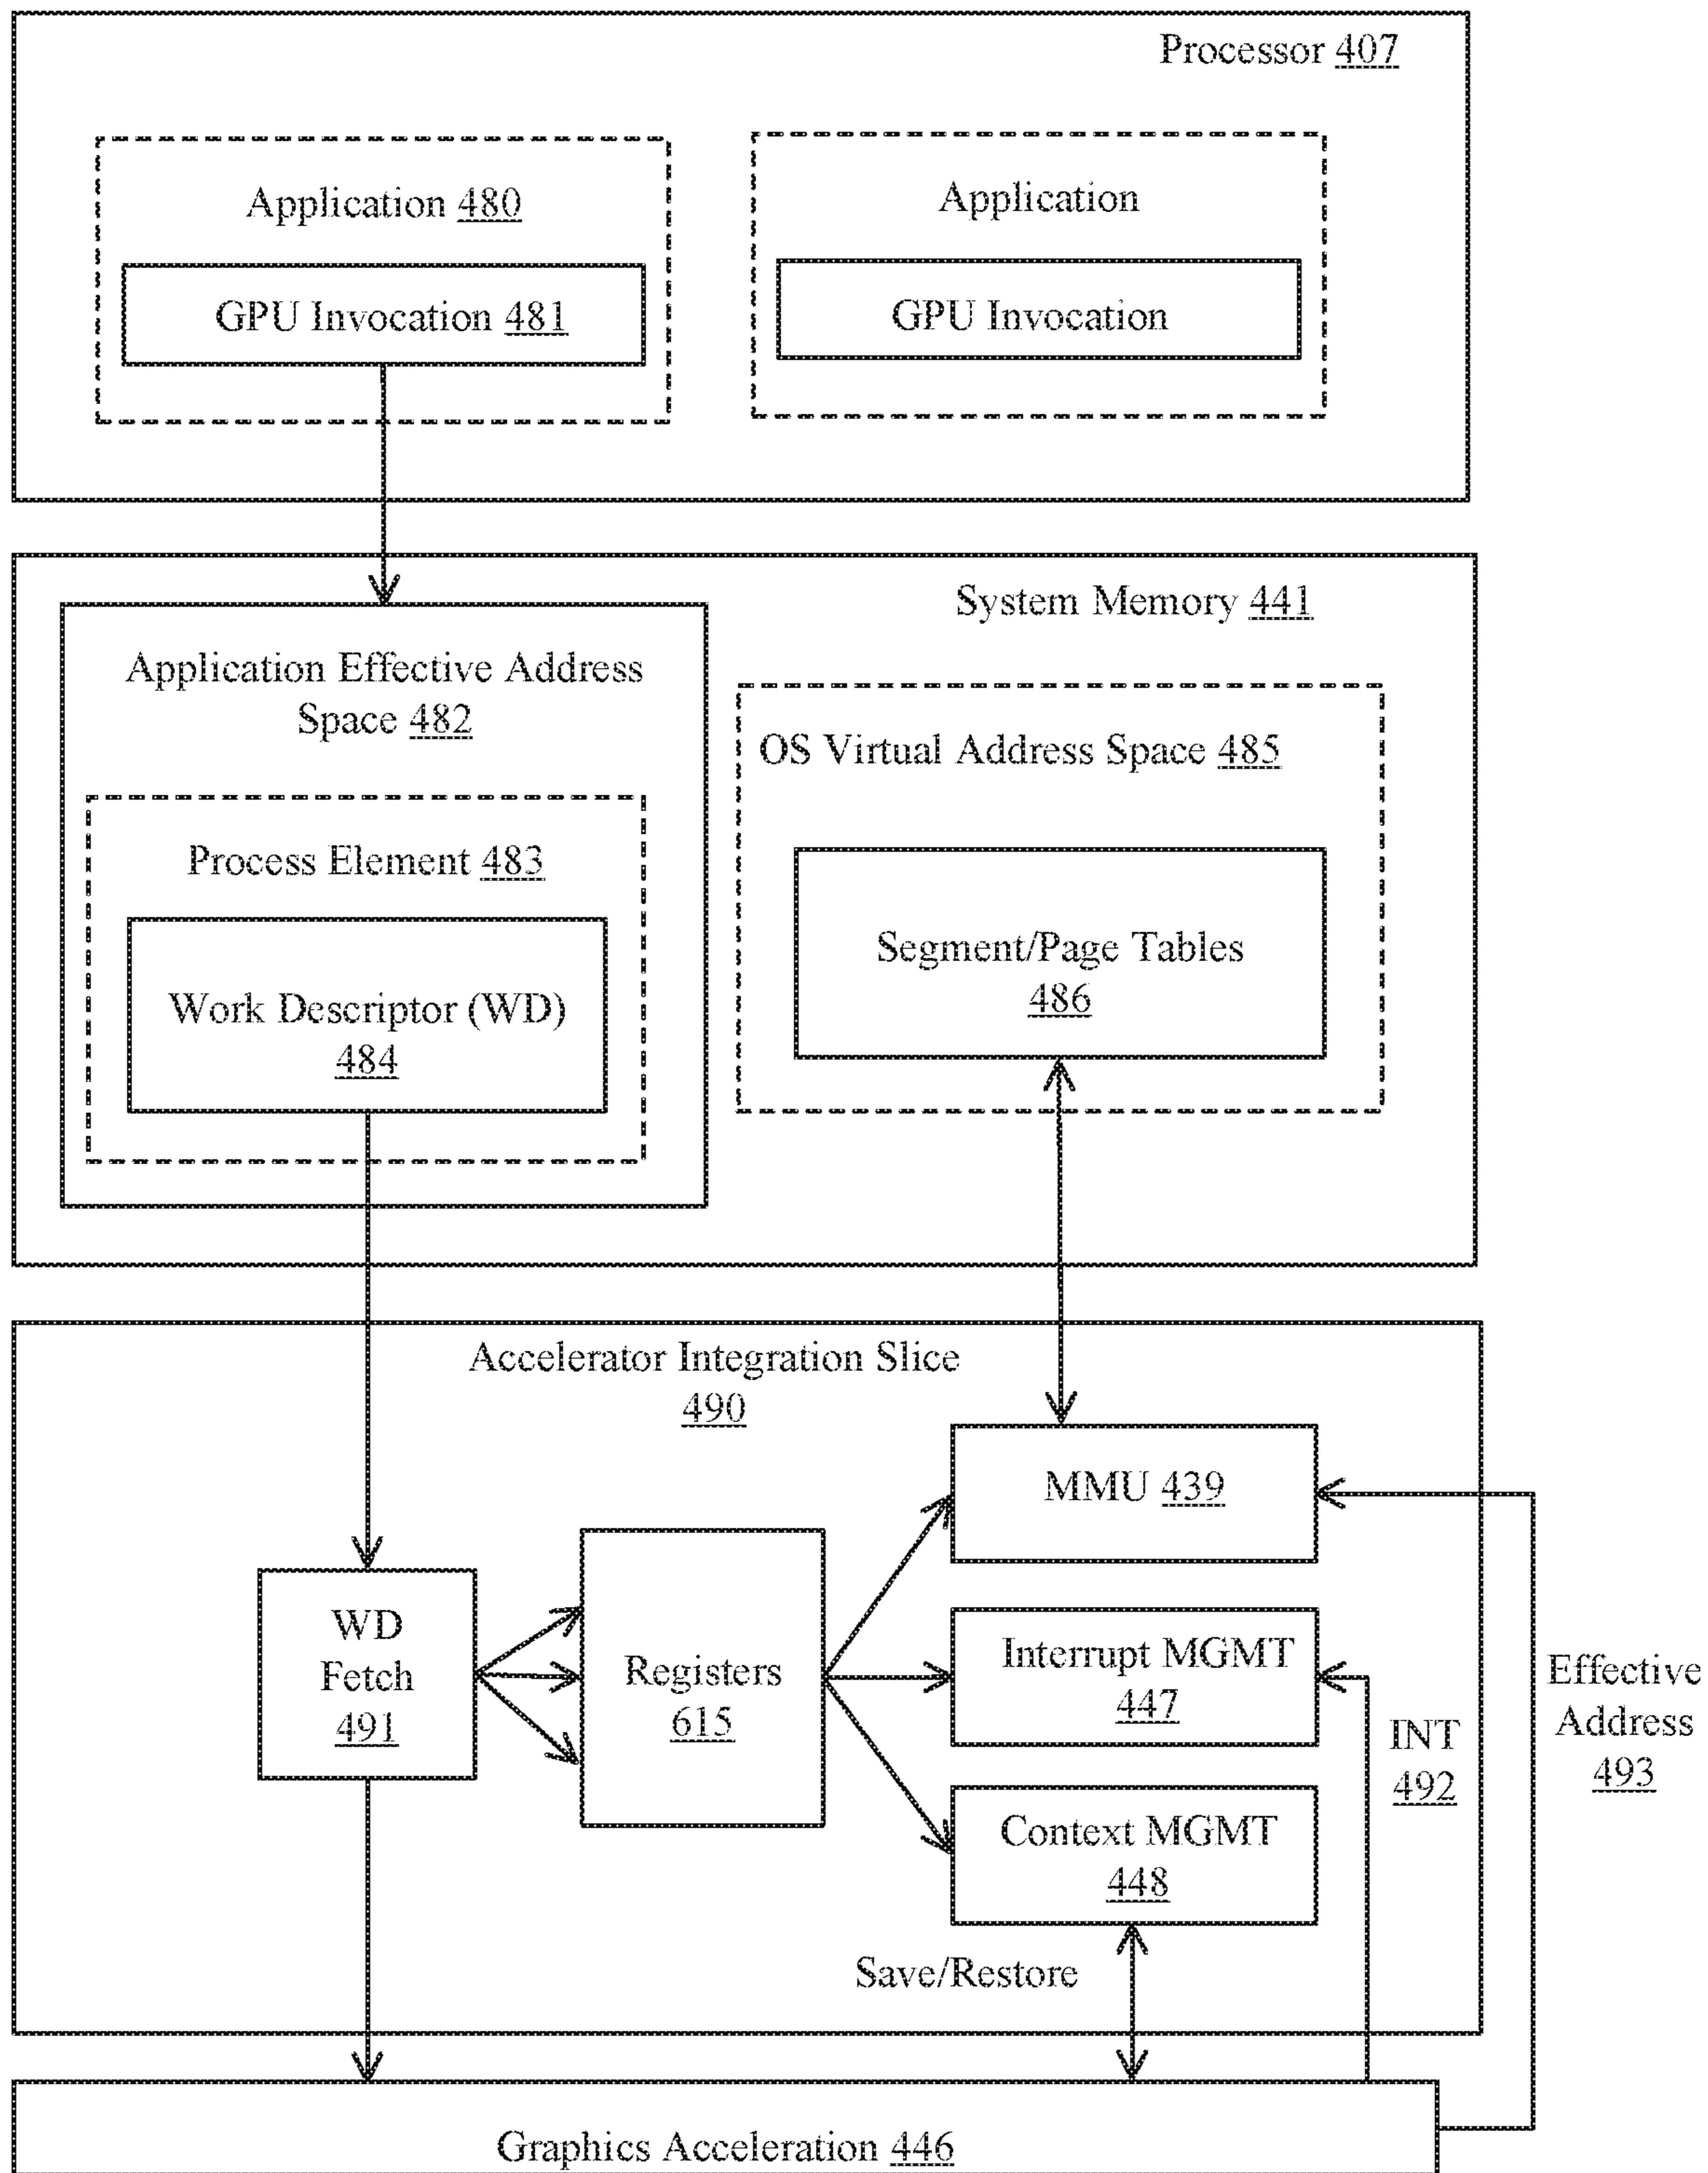 Processor 407
Application 480
Application
GPU Invocation 481
GPU Invocation
System Memory 441
Application Effective Address
Space 482
OS Virtual Address Space 485
Process Element 483
Segment/Page Tables
486
Work Descriptor (WD)
484
Accelerator Integration Slice
490
MMU 439
WD
Fetch
491
Registers
615
Interrupt MGMT
447
Effective
Address
493
INT
492
Context MGMT
448
Save/Restore
Graphics Acceleration 446